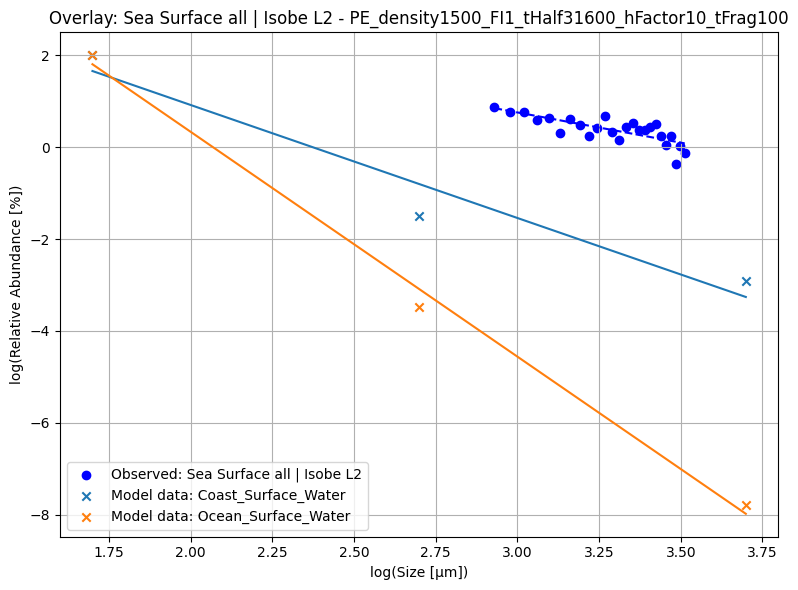 Overlay: Sea Surface all | Isobe L2 - PE_density1500_FI1_tHalf31600_hFactor10_tFrag100
2
0
−2
−4
−6
−8
log(Relative Abundance [%])
Observed: Sea Surface all | Isobe L2
Model data: Coast_Surface_Water
Model data: Ocean_Surface_Water
1.75 2.00 2.25 2.50 2.75 3.00 3.25 3.50 3.75
log(Size [μm])